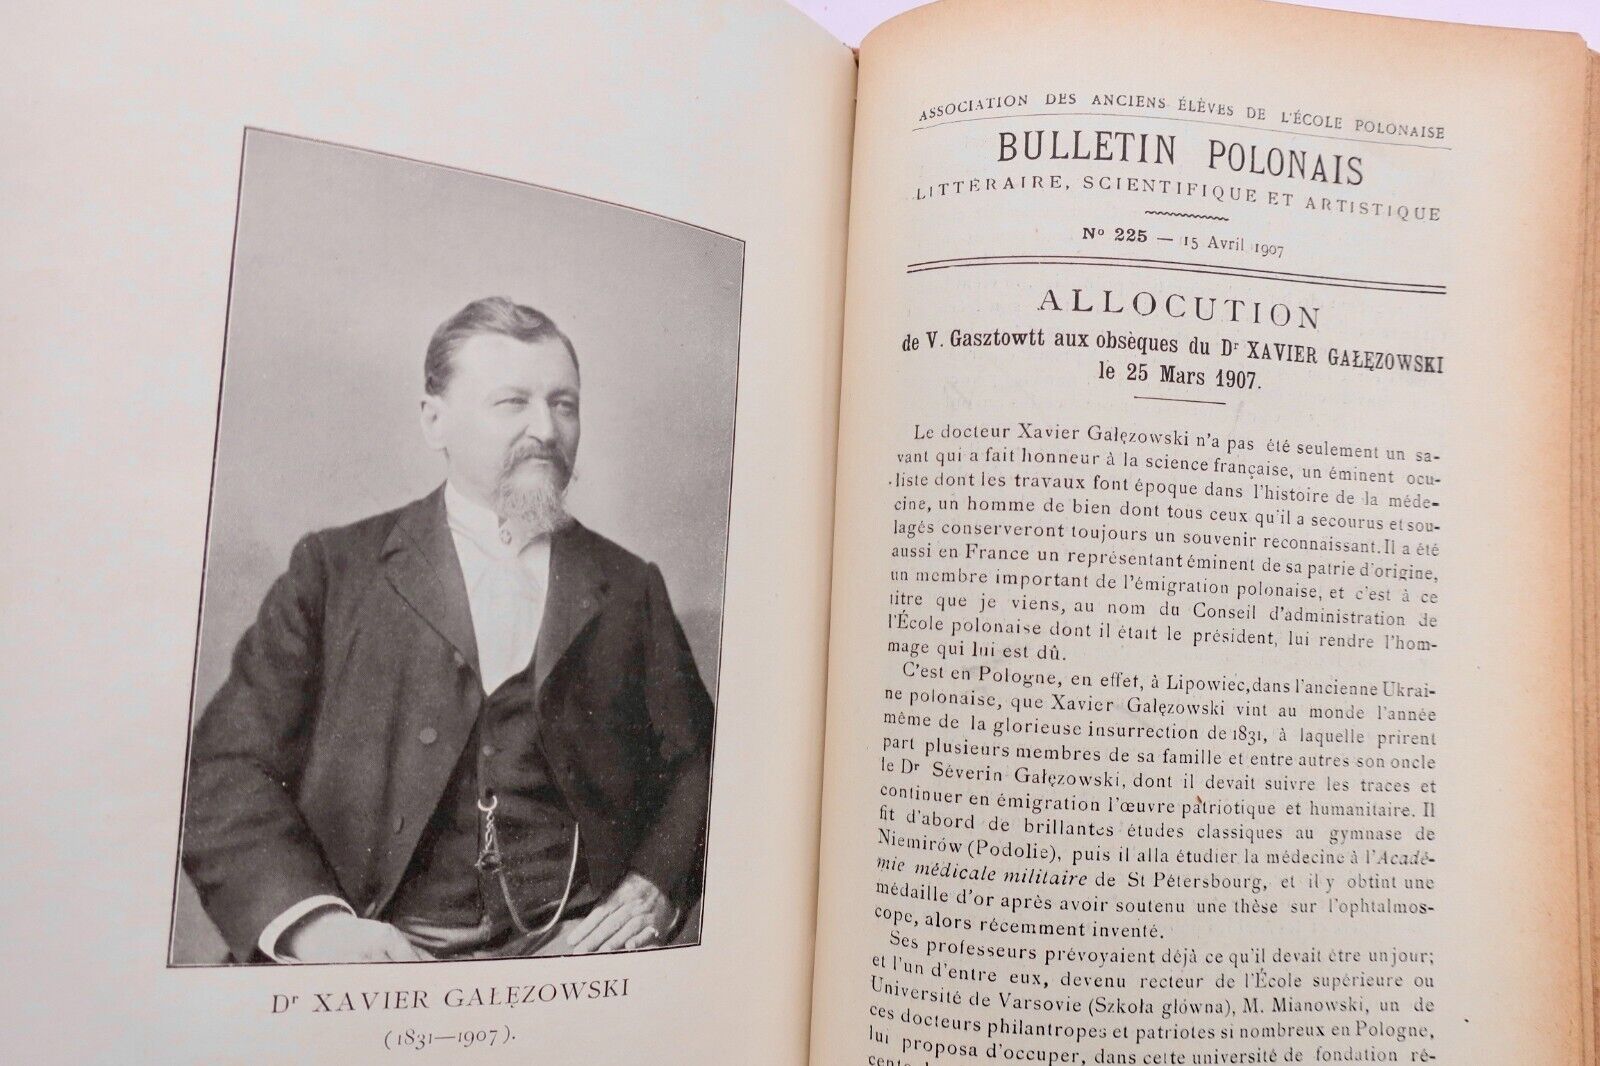 Dr XAVIER GAŁĘZOWSKI
(1831—1907).
ASSOCIATION DES ANCIENS ÉLÈVES DE L'ÉCOLE POLONAISE
BULLETIN POLONAIS
LITTÉRAIRE, SCIENTIFIQUE ET ARTISTIQUE
No 225 — 15 Avril 1907
ALLOCUTION
de V. Gasztowtt aux obsèques du Dr XAVIER GAŁĘZOWSKI
le 25 Mars 1907.
Le docteur Xavier Gałęzowski n'a pas été seulement un sa-
vant qui a fait honneur à la science française, un éminent ocu-
liste dont les travaux font époque dans l'histoire de la méde-
cine, un homme de bien dont tous ceux qu'il a secourus et sou-
lagés conserveront toujours un souvenir reconnaissant. Il a été
aussi en France un représentant éminent de sa patrie d'origine,
un membre important de l'émigration polonaise, et c'est à ce
titre que je viens, au nom du Conseil d'administration de
l'École polonaise dont il était le président, lui rendre l'hom-
mage qui lui est dû.
C'est en Pologne, en effet, à Lipowiec, dans l'ancienne Ukrai-
ne polonaise, que Xavier Gałęzowski vint au monde l'année
même de la glorieuse insurrection de 1831, à laquelle prirent
part plusieurs membres de sa famille et entre autres son oncle
le Dr Séverin Gałęzowski, dont il devait suivre les traces et
continuer en émigration l'œuvre patriotique et humanitaire. Il
fit d'abord de brillantes études classiques au gymnase de
Niemirów (Podolie), puis il alla étudier la médecine à l'Acadé-
mie médicale militaire de St Pétersbourg, et il y obtint une
médaille d'or après avoir soutenu une thèse sur l'ophtalmos-
cope, alors récemment inventé.
Ses professeurs prévoyaient déjà ce qu'il devait être un jour;
et l'un d'entre eux, devenu recteur de l'École supérieure ou
Université de Varsovie (Szkoła główna), M. Mianowski, un de
ces docteurs philantropes et patriotes si nombreux en Pologne,
lui proposa d'occuper, dans cette université de fondation ré-